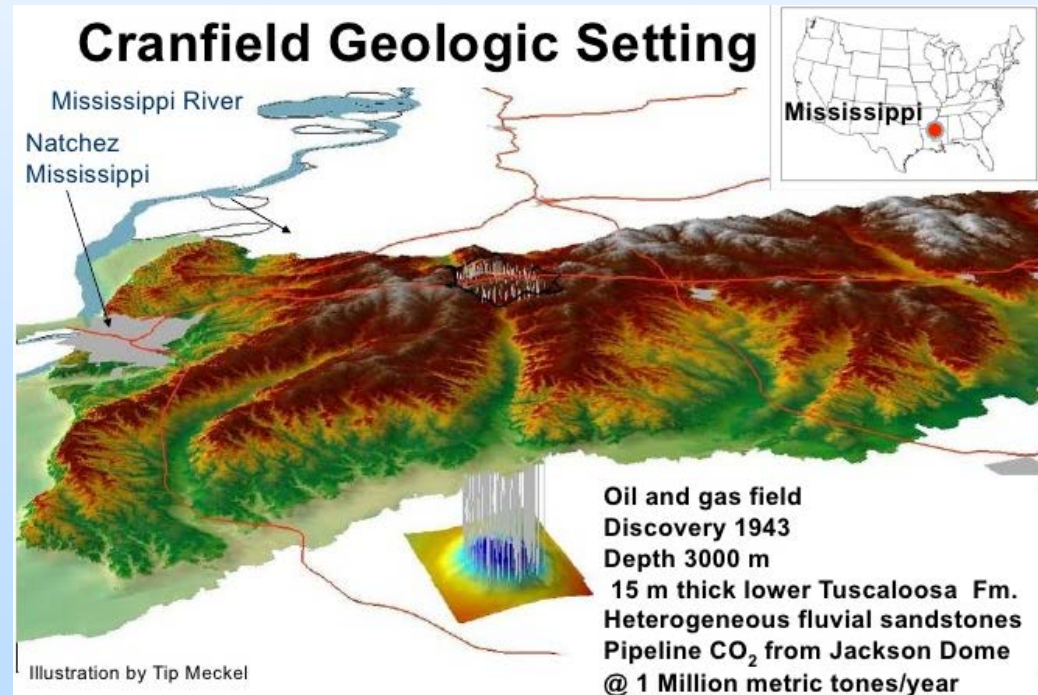 Cranfield Geologic Setting
Mississippi River
Natchez
Mississippi
Mississippi
Oil and gas field
Discovery 1943
Depth 3000 m
15 m thick lower Tuscaloosa Fm.
Heterogeneous fluvial sandstones
Pipeline CO₂ from Jackson Dome
@ 1 Million metric tones/year
Illustration by Tip Meckel